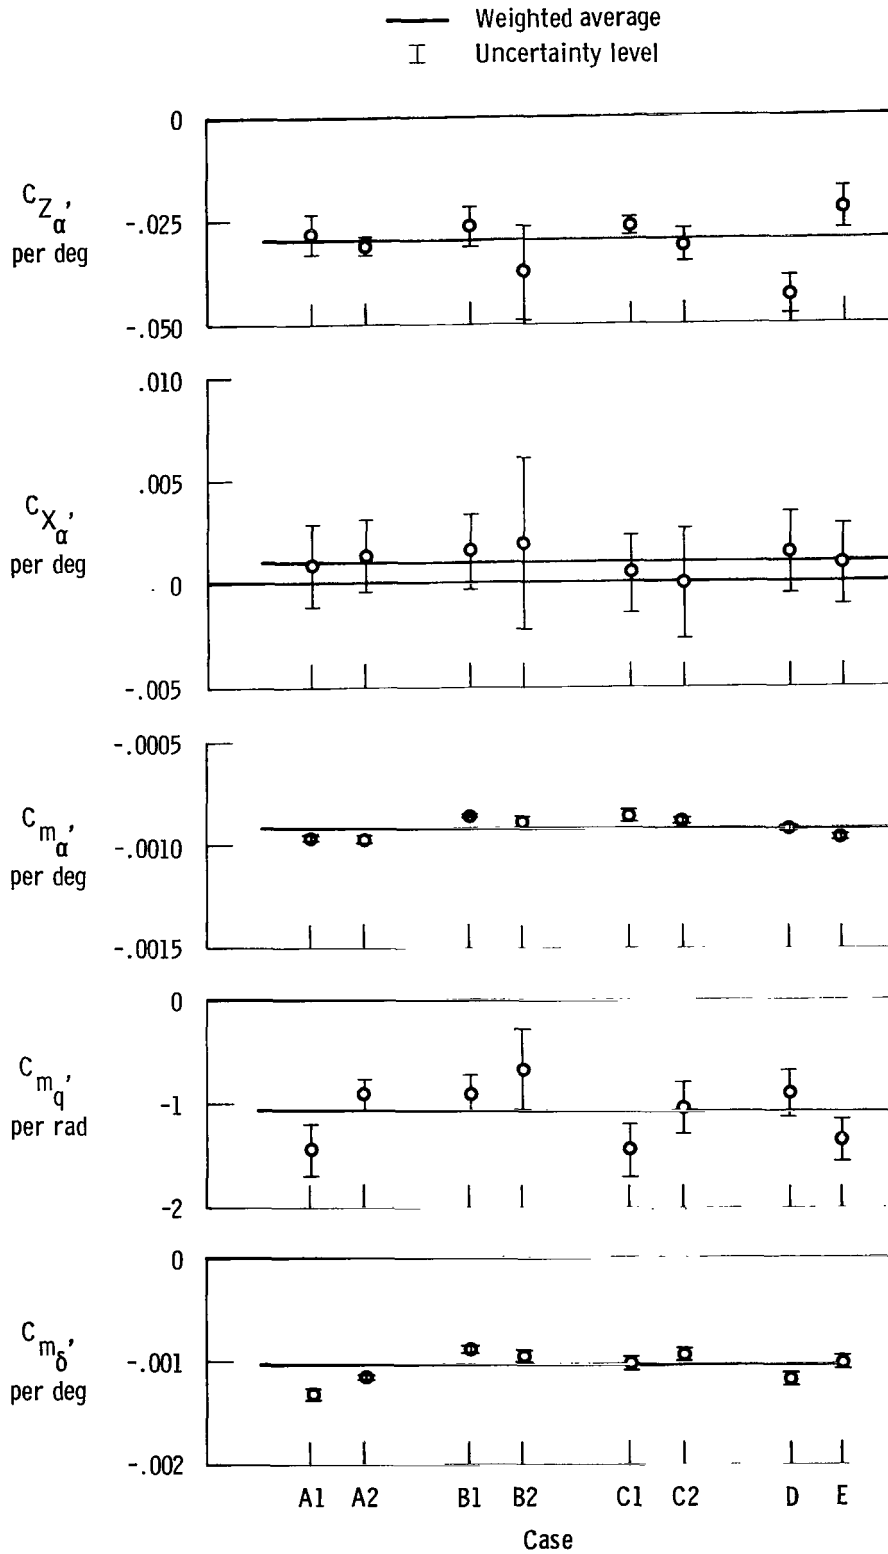 Weighted average
Uncertainty level
0
C_Zα,
per deg
-.025
-.050
.010
.005
C_Xα,
per deg
0
-.005
-.0005
C_mα,
per deg
-.0010
-.0015
0
C_mq,
per rad
-1
-2
0
C_mδ,
per deg
-.001
-.002
A1 A2 B1 B2 C1 C2 D E
Case